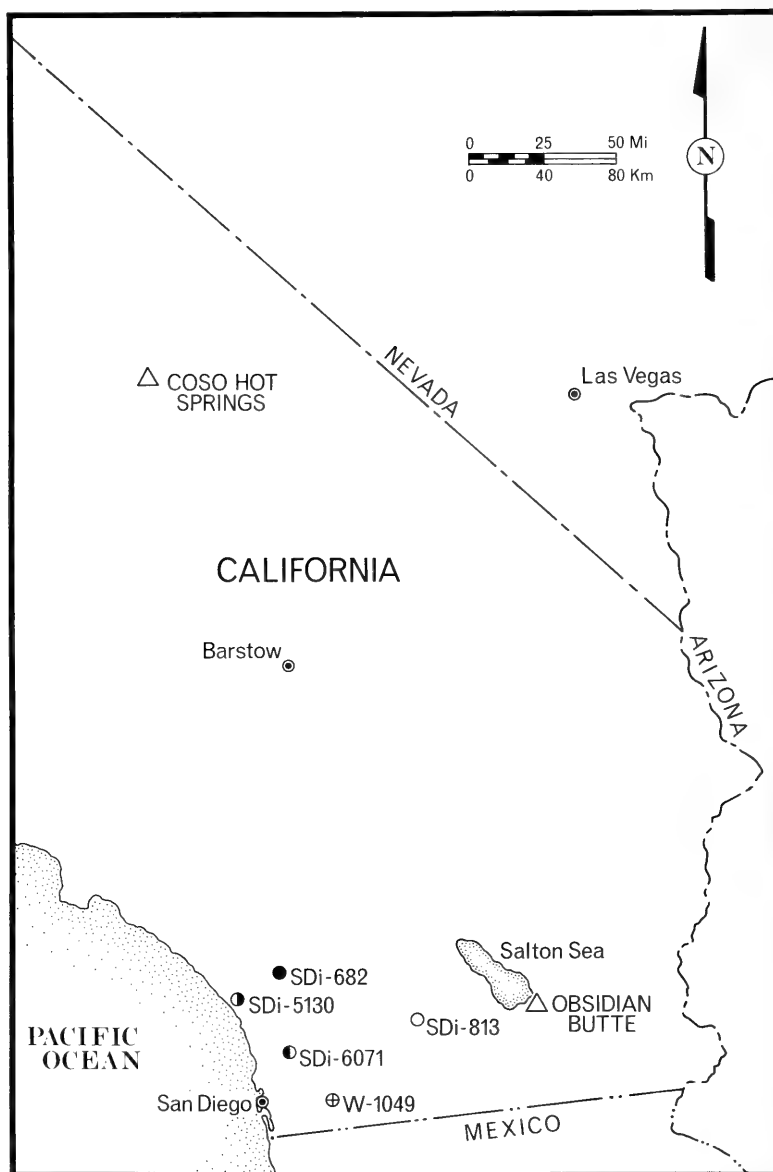 0 25 50 Mi
0 40 80 Km
N
NEVADA
Las Vegas
COSO HOT
SPRINGS
CALIFORNIA
Barstow
ARIZONA
Salton Sea
SDi-682
SDi-5130
OBSIDIAN
BUTTE
SDi-813
PACIFIC
OCEAN
SDi-6071
San Diego
W-1049
MEXICO